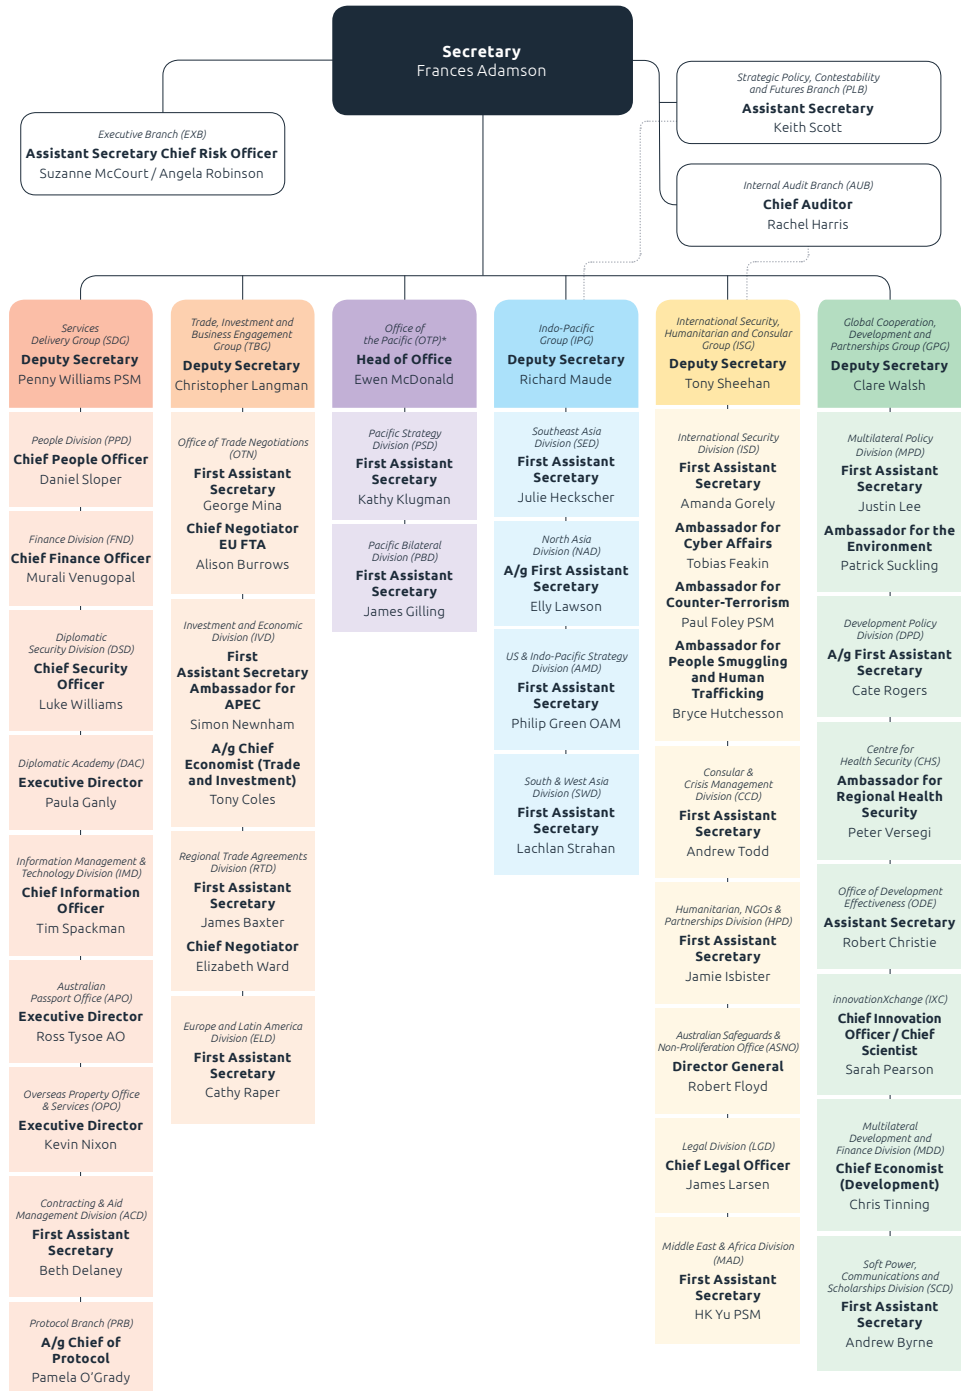 Secretary
Frances Adamson
Executive Branch (EXB)
Assistant Secretary Chief Risk Officer
Suzanne McCourt / Angela Robinson
Strategic Policy, Contestability
and Futures Branch (PLB)
Assistant Secretary
Keith Scott
Internal Audit Branch (AUB)
Chief Auditor
Rachel Harris
Services
Delivery Group (SDG)
Deputy Secretary
Penny Williams PSM
People Division (PPD)
Chief People Officer
Daniel Sloper
Finance Division (FND)
Chief Finance Officer
Murali Venugopal
Diplomatic
Security Division (DSD)
Chief Security
Officer
Luke Williams
Diplomatic Academy (DAC)
Executive Director
Paula Ganly
Information Management &
Technology Division (IMD)
Chief Information
Officer
Tim Spackman
Australian
Passport Office (APO)
Executive Director
Ross Tysoe AO
Overseas Property Office
& Services (OPO)
Executive Director
Kevin Nixon
Contracting & Aid
Management Division (ACD)
First Assistant
Secretary
Beth Delaney
Protocol Branch (PRB)
A/g Chief of
Protocol
Pamela O'Grady
Trade, Investment and
Business Engagement
Group (TBG)
Deputy Secretary
Christopher Langman
Office of Trade Negotiations
(OTN)
First Assistant
Secretary
George Mina
Chief Negotiator
EU FTA
Alison Burrows
Investment and Economic
Division (IVD)
First
Assistant Secretary
Ambassador for
APEC
Simon Newnham
A/g Chief
Economist (Trade
and Investment)
Tony Coles
Regional Trade Agreements
Division (RTD)
First Assistant
Secretary
James Baxter
Chief Negotiator
Elizabeth Ward
Europe and Latin America
Division (ELD)
First Assistant
Secretary
Cathy Raper
Office of
the Pacific (OTP)*
Head of Office
Ewen McDonald
Pacific Strategy
Division (PSD)
First Assistant
Secretary
Kathy Klugman
Pacific Bilateral
Division (PBD)
First Assistant
Secretary
James Gilling
Indo-Pacific
Group (IPG)
Deputy Secretary
Richard Maude
Southeast Asia
Division (SED)
First Assistant
Secretary
Julie Heckscher
North Asia
Division (NAD)
A/g First Assistant
Secretary
Elly Lawson
US & Indo-Pacific Strategy
Division (AMD)
First Assistant
Secretary
Philip Green OAM
South & West Asia
Division (SWD)
First Assistant
Secretary
Lachlan Strahan
International Security,
Humanitarian and Consular
Group (ISG)
Deputy Secretary
Tony Sheehan
International Security
Division (ISD)
First Assistant
Secretary
Amanda Gorely
Ambassador for
Cyber Affairs
Tobias Feakin
Ambassador for
Counter-Terrorism
Paul Foley PSM
Ambassador for
People Smuggling
and Human
Trafficking
Bryce Hutchesson
Consular &
Crisis Management
Division (CCD)
First Assistant
Secretary
Andrew Todd
Humanitarian, NGOs &
Partnerships Division (HPD)
First Assistant
Secretary
Jamie Isbister
Australian Safeguards &
Non-Proliferation Office (ASNO)
Director General
Robert Floyd
Legal Division (LGD)
Chief Legal Officer
James Larsen
Middle East & Africa Division
(MAD)
First Assistant
Secretary
HK Yu PSM
Global Cooperation,
Development and
Partnerships Group (GPG)
Deputy Secretary
Clare Walsh
Multilateral Policy
Division (MPD)
First Assistant
Secretary
Justin Lee
Ambassador for the
Environment
Patrick Suckling
Development Policy
Division (DPD)
A/g First Assistant
Secretary
Cate Rogers
Centre for
Health Security (CHS)
Ambassador for
Regional Health
Security
Peter Versegi
Office of Development
Effectiveness (ODE)
Assistant Secretary
Robert Christie
innovationXchange (IXC)
Chief Innovation
Officer / Chief
Scientist
Sarah Pearson
Multilateral
Development and
Finance Division (MDD)
Chief Economist
(Development)
Chris Tinning
Soft Power,
Communications and
Scholarships Division (SCD)
First Assistant
Secretary
Andrew Byrne